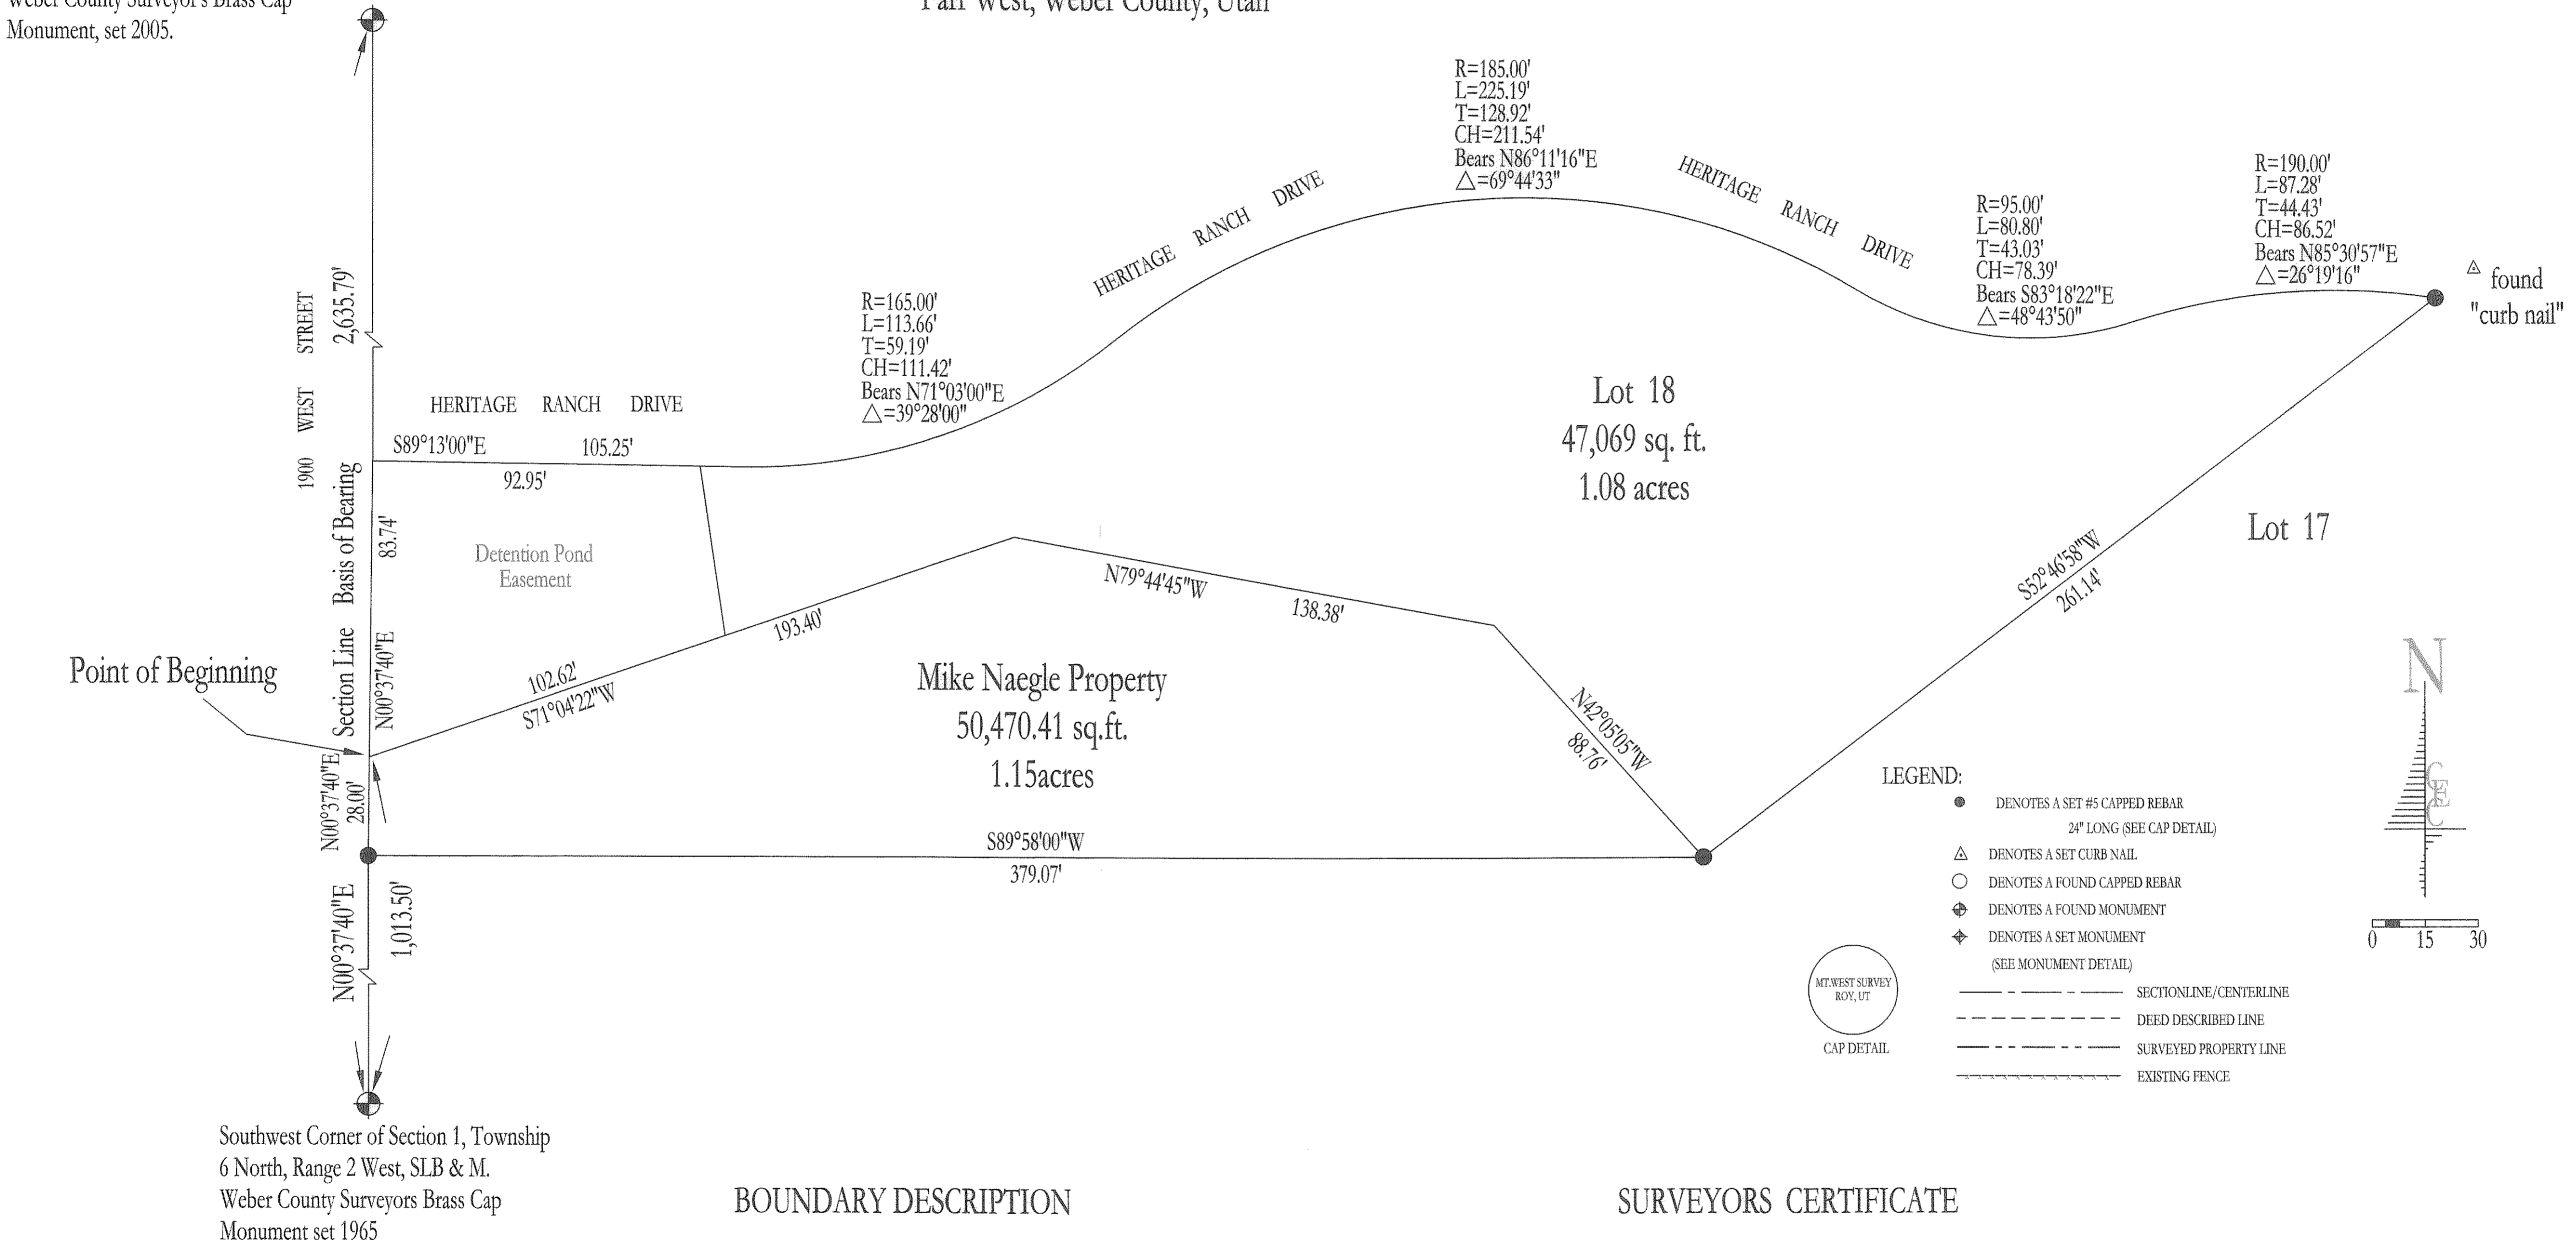 Weber County Surveyor's Brass Cap
Monument, set 2005.
Farr West, Weber County, Utah
R=185.00'
L=225.19'
T=128.92'
CH=211.54'
Bears N86°11'16"E
△=69°44'33"
HERITAGE RANCH DRIVE
HERITAGE RANCH DRIVE
R=190.00'
L=87.28'
T=44.43'
CH=86.52'
Bears N85°30'57"E
△=26°19'16"
R=95.00'
L=80.80'
T=43.03'
CH=78.39'
Bears S83°18'22"E
△=48°43'50"
found
"curb nail"
R=165.00'
L=113.66'
T=59.19'
CH=111.42'
Bears N71°03'00"E
△=39°28'00"
1900 WEST STREET
2,635.79'
HERITAGE RANCH DRIVE
S89°13'00"E 105.25'
92.95'
Section Line Basis of Bearing
83.74'
N00°37'40"E
Detention Pond
Easement
Lot 18
47,069 sq. ft.
1.08 acres
Lot 17
S52°46'58"W
261.14'
N79°44'45"W
138.38'
193.40'
102.62'
S71°04'22"W
Point of Beginning
Mike Naegle Property
50,470.41 sq.ft.
1.15acres
N42°05'05"W
88.76'
N00°37'40"E
28.00'
S89°58'00"W
379.07'
N00°37'40"E
1,013.50'
N
GEC
0 15 30
LEGEND:
DENOTES A SET #5 CAPPED REBAR
24" LONG (SEE CAP DETAIL)
DENOTES A SET CURB NAIL
DENOTES A FOUND CAPPED REBAR
DENOTES A FOUND MONUMENT
DENOTES A SET MONUMENT
(SEE MONUMENT DETAIL)
SECTIONLINE/CENTERLINE
DEED DESCRIBED LINE
SURVEYED PROPERTY LINE
EXISTING FENCE
MT.WEST SURVEY
ROY, UT
CAP DETAIL
Southwest Corner of Section 1, Township
6 North, Range 2 West, SLB & M.
Weber County Surveyors Brass Cap
Monument set 1965
BOUNDARY DESCRIPTION
SURVEYORS CERTIFICATE